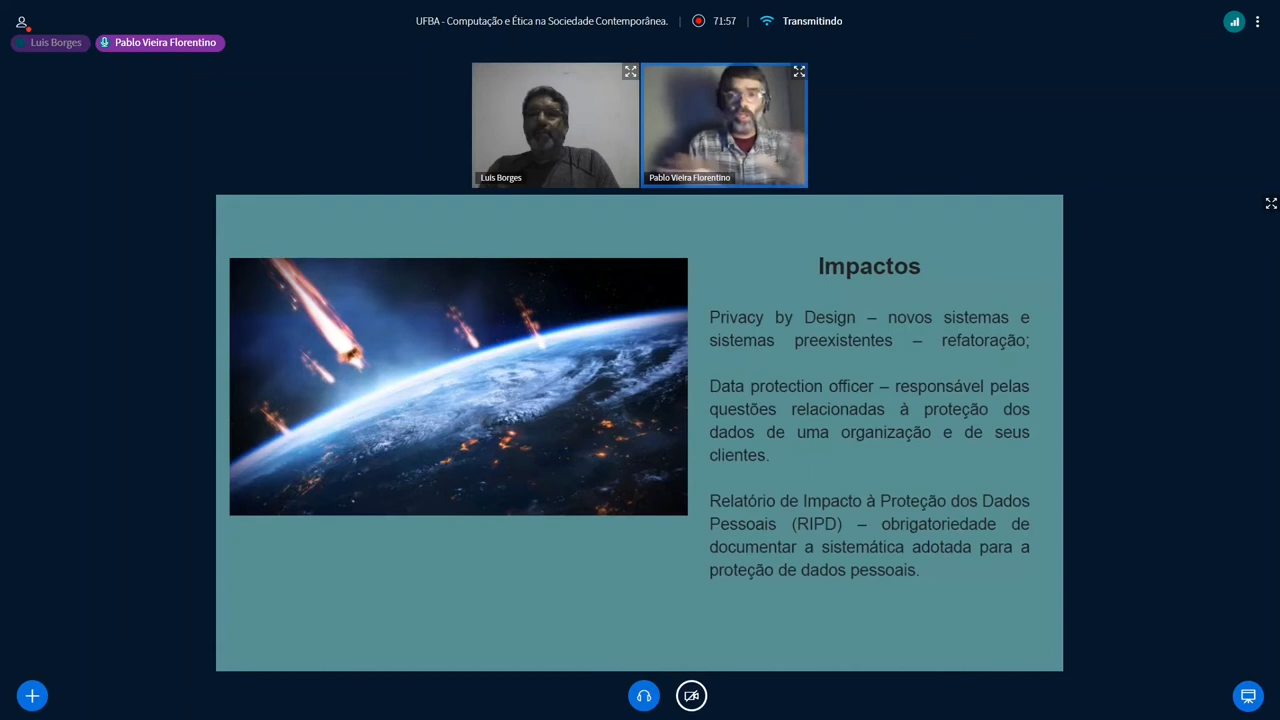 UFBA - Computação e Ética na Sociedade Contemporânea.
71:57
Transmitindo
Luis Borges
Pablo Vieira Florentino
Luis Borges
Pablo Vieira Florentino
Impactos
Privacy by Design – novos sistemas e
sistemas preexistentes – refatoração;
Data protection officer – responsável pelas
questões relacionadas à proteção dos
dados de uma organização e de seus
clientes.
Relatório de Impacto à Proteção dos Dados
Pessoais (RIPD) – obrigatoriedade de
documentar a sistemática adotada para a
proteção de dados pessoais.